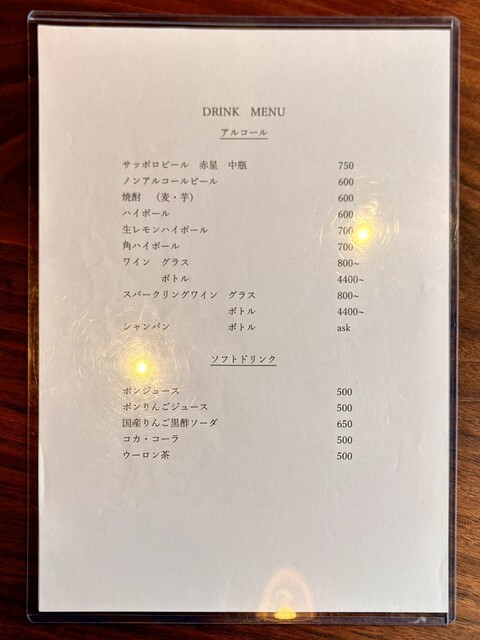 DRINK MENU
アルコール
サッポロビール 赤星 中瓶 750
ノンアルコールビール 600
焼酎 （麦・芋） 600
ハイボール 600
生レモンハイボール 700
角ハイボール 700
ワイン グラス 800~
ボトル 4400~
スパークリングワイン グラス 800~
ボトル 4400~
シャンパン ボトル ask
ソフトドリンク
ポンジュース 500
ポンりんごジュース 500
国産りんご黒酢ソーダ 650
コカ・コーラ 500
ウーロン茶 500